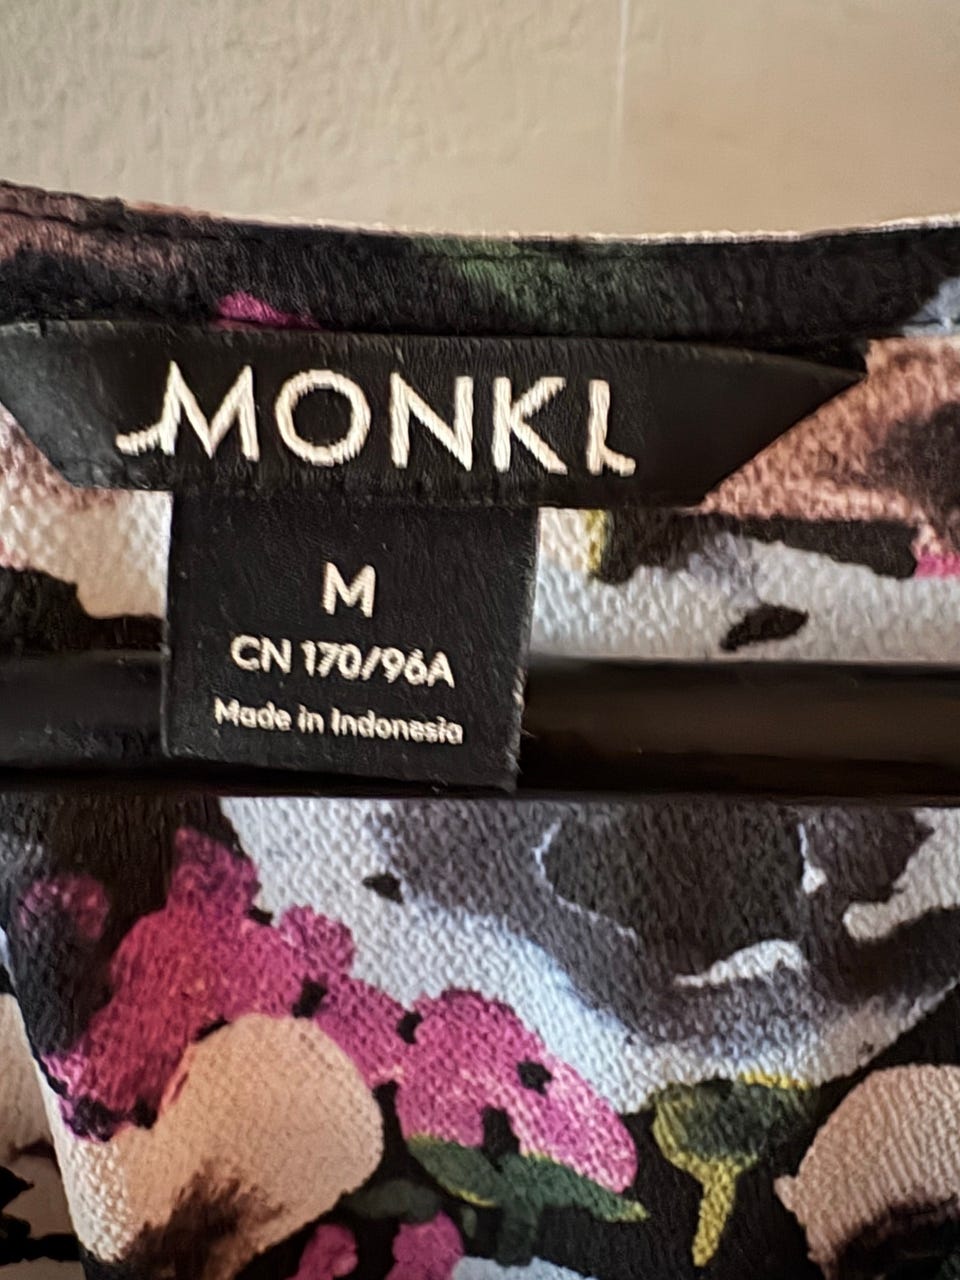 MONKI
M
CN 170/96A
Made in Indonesia